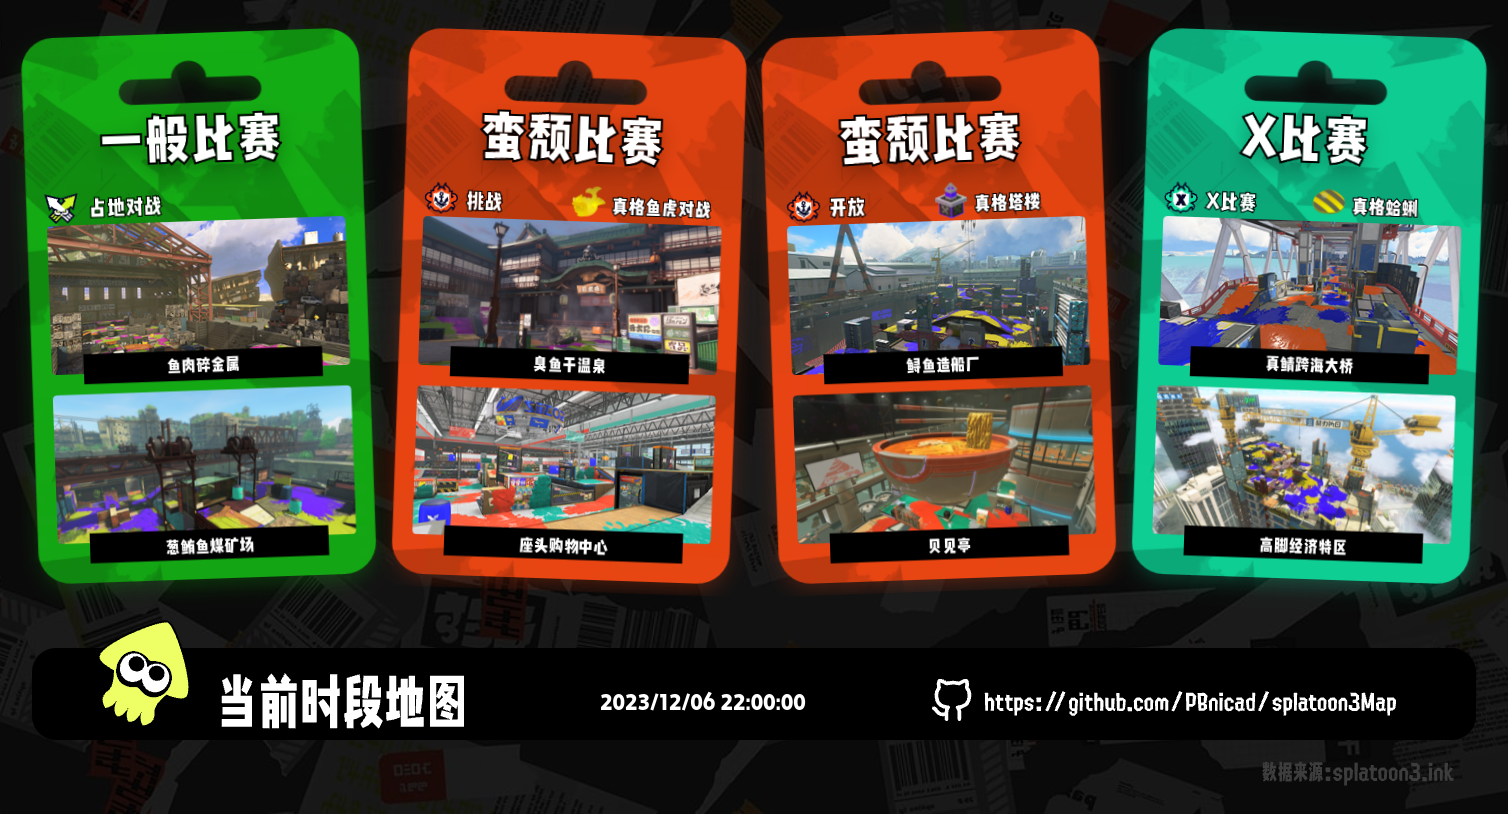 一般比赛
占地对战
鱼肉碎金属
葱鲔鱼煤矿场
蛮颓比赛
挑战
真格鱼虎对战
臭鱼干温泉
座头购物中心
蛮颓比赛
开放
真格塔楼
鲟鱼造船厂
贝贝亭
X比赛
X比赛
真格蛤蜊
真鲭跨海大桥
高脚经济特区
当前时段地图
2023/12/06 22:00:00
https://github.com/PBnicad/splatoon3Map
数据来源:splatoon3.ink